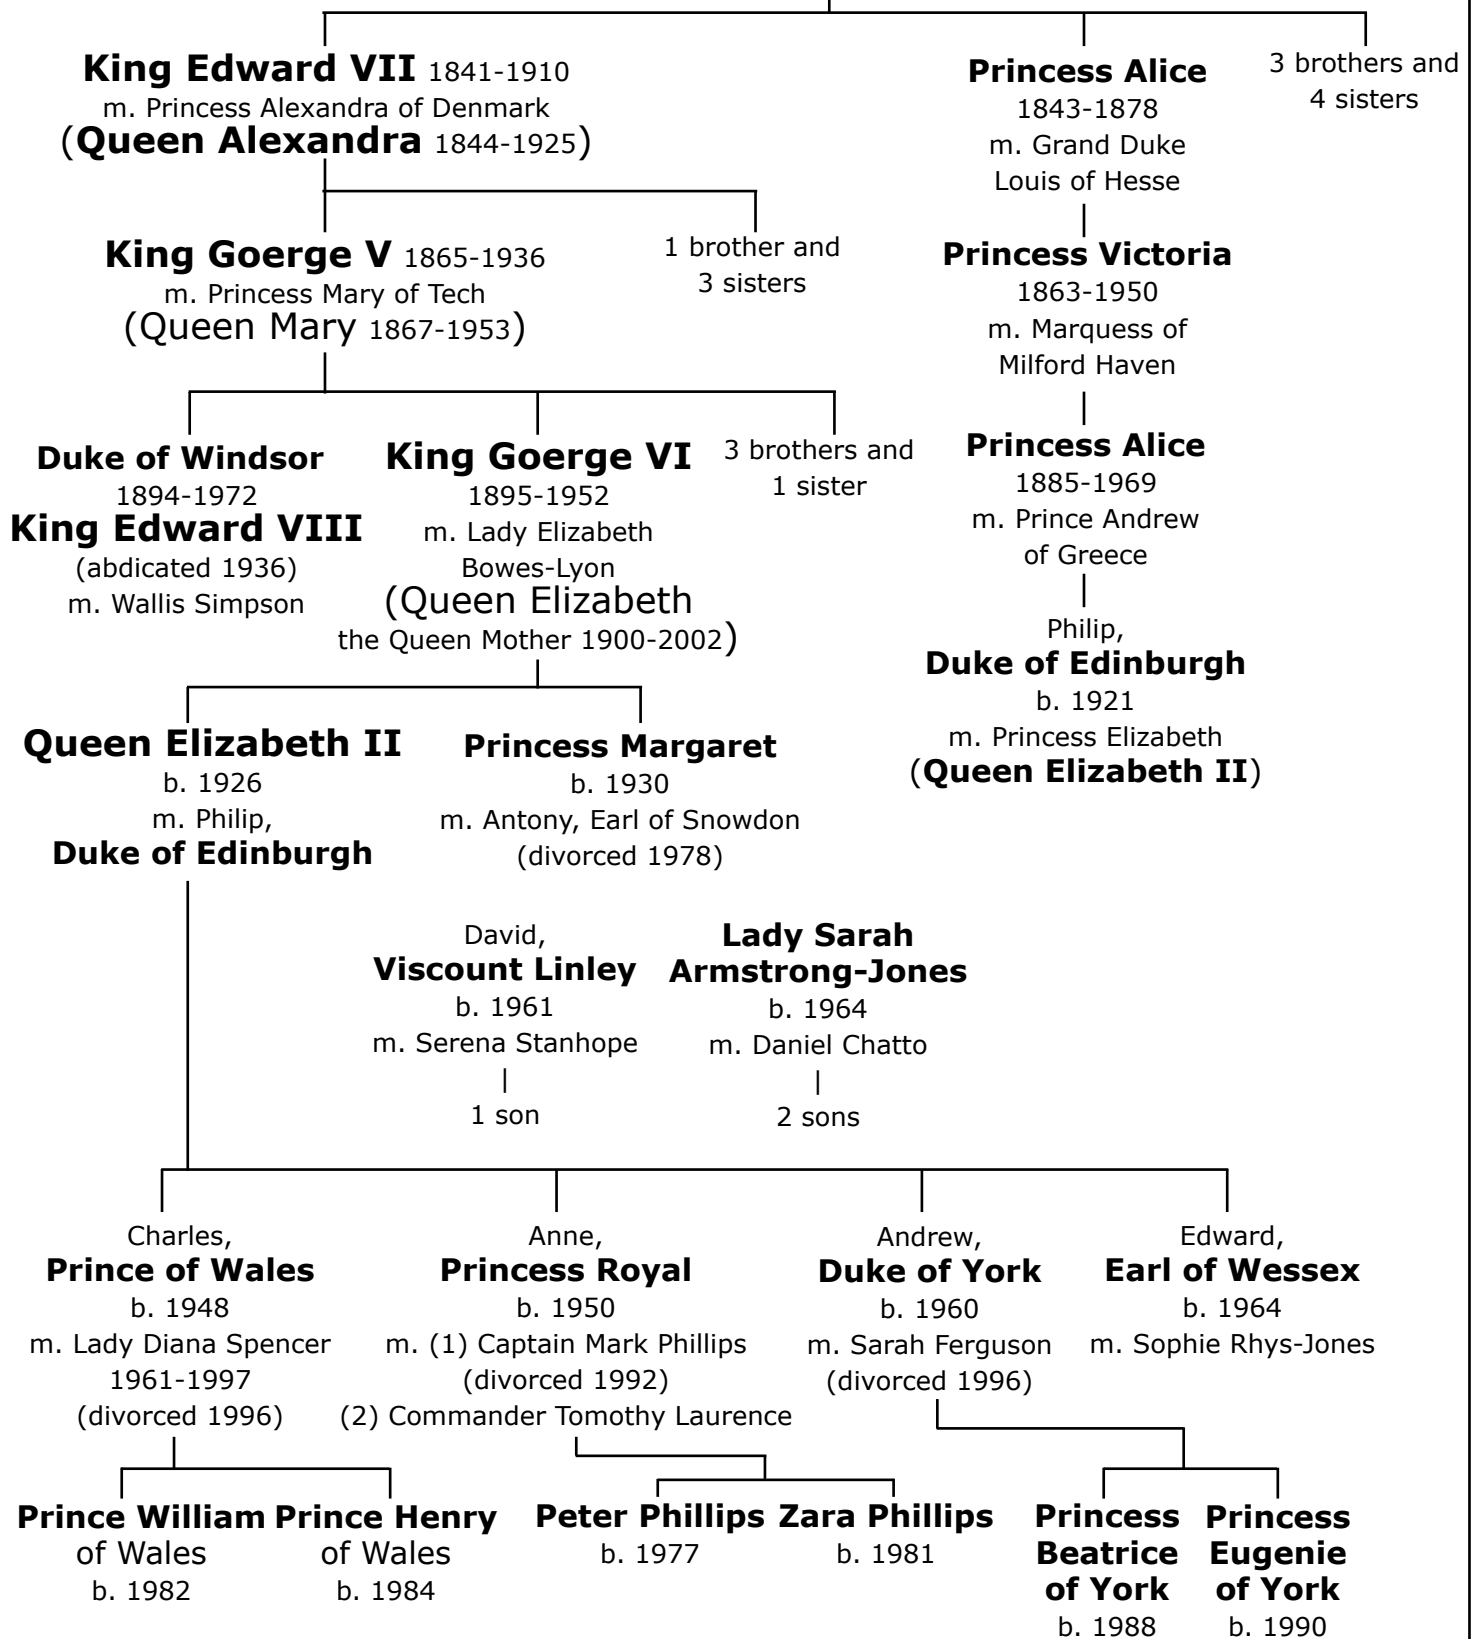 King Edward VII 1841-1910
m. Princess Alexandra of Denmark
(Queen Alexandra 1844-1925)
Princess Alice
1843-1878
m. Grand Duke
Louis of Hesse
3 brothers and
4 sisters
King Goerge V 1865-1936
m. Princess Mary of Tech
(Queen Mary 1867-1953)
1 brother and
3 sisters
Princess Victoria
1863-1950
m. Marquess of
Milford Haven
Duke of Windsor
1894-1972
King Edward VIII
(abdicated 1936)
m. Wallis Simpson
King Goerge VI
1895-1952
m. Lady Elizabeth
Bowes-Lyon
(Queen Elizabeth
the Queen Mother 1900-2002)
3 brothers and
1 sister
Princess Alice
1885-1969
m. Prince Andrew
of Greece
Philip,
Duke of Edinburgh
b. 1921
m. Princess Elizabeth
(Queen Elizabeth II)
Queen Elizabeth II
b. 1926
m. Philip,
Duke of Edinburgh
Princess Margaret
b. 1930
m. Antony, Earl of Snowdon
(divorced 1978)
David,
Viscount Linley
b. 1961
m. Serena Stanhope
1 son
Lady Sarah
Armstrong-Jones
b. 1964
m. Daniel Chatto
2 sons
Charles,
Prince of Wales
b. 1948
m. Lady Diana Spencer
1961-1997
(divorced 1996)
Anne,
Princess Royal
b. 1950
m. (1) Captain Mark Phillips
(divorced 1992)
(2) Commander Tomothy Laurence
Andrew,
Duke of York
b. 1960
m. Sarah Ferguson
(divorced 1996)
Edward,
Earl of Wessex
b. 1964
m. Sophie Rhys-Jones
Prince William
of Wales
b. 1982
Prince Henry
of Wales
b. 1984
Peter Phillips
b. 1977
Zara Phillips
b. 1981
Princess
Beatrice
of York
b. 1988
Princess
Eugenie
of York
b. 1990